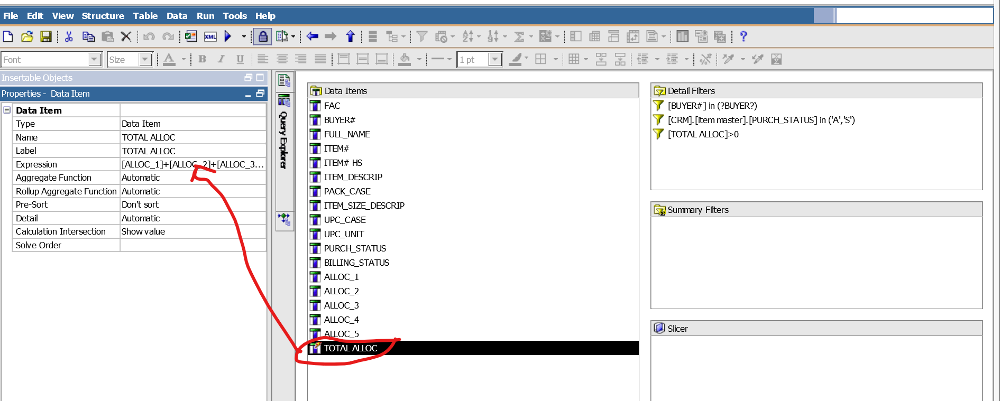 File Edit View Structure Table Data Run Tools Help
XML
Font Size A B I U 1 pt
Insertable Objects
Properties - Data Item
Data Item
Type Data Item
Name TOTAL ALLOC
Label TOTAL ALLOC
Expression [ALLOC_1]+[ALLOC_2]+[ALLOC_3...
Aggregate Function Automatic
Rollup Aggregate Function Automatic
Pre-Sort Don't sort
Detail Automatic
Calculation Intersection Show value
Solve Order
Query Explorer
Data Items
FAC
BUYER#
FULL_NAME
ITEM#
ITEM# HS
ITEM_DESCRIP
PACK_CASE
ITEM_SIZE_DESCRIP
UPC_CASE
UPC_UNIT
PURCH_STATUS
BILLING_STATUS
ALLOC_1
ALLOC_2
ALLOC_3
ALLOC_4
ALLOC_5
TOTAL ALLOC
Detail Filters
[BUYER#] in (?BUYER?)
[CRM].[item master].[PURCH_STATUS] in ('A','S')
[TOTAL ALLOC]>0
Summary Filters
Slicer